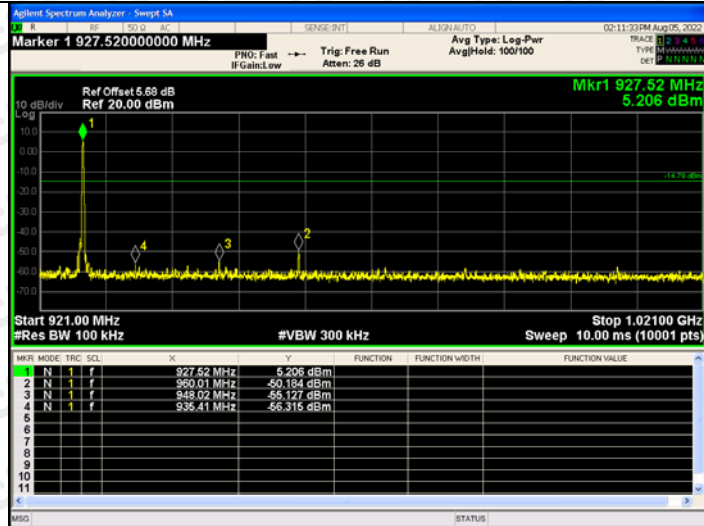 Agilent Spectrum Analyzer - Swept SA
R RF 50 Ω AC SENSE:INT ALIGNAUTO 02:11:33PM Aug05, 2022
Marker 1 927.520000000 MHz
PNO: Fast
IFGain:Low
Trig: Free Run
Atten: 26 dB
Avg Type: Log-Pwr
Avg|Hold: 100/100
TRACE 1 2 3 4 5 6
TYPE
DET P N N N N N
Mkr1 927.52 MHz
5.206 dBm
Ref Offset 5.68 dB
10 dB/div Ref 20.00 dBm
Log
1
10.0
0.00
-10.0
-14.79 dBm
-20.0
-30.0
-40.0
2
3
4
-50.0
-60.0
-70.0
Start 921.00 MHz Stop 1.02100 GHz
#Res BW 100 kHz #VBW 300 kHz Sweep 10.00 ms (10001 pts)
MKR MODE TRC SCL X Y FUNCTION FUNCTION WIDTH FUNCTION VALUE
1 N 1 f 927.52 MHz 5.206 dBm
2 N 1 f 960.01 MHz -50.184 dBm
3 N 1 f 948.02 MHz -55.127 dBm
4 N 1 f 935.41 MHz -56.315 dBm
5
6
7
8
9
10
11
MSG STATUS